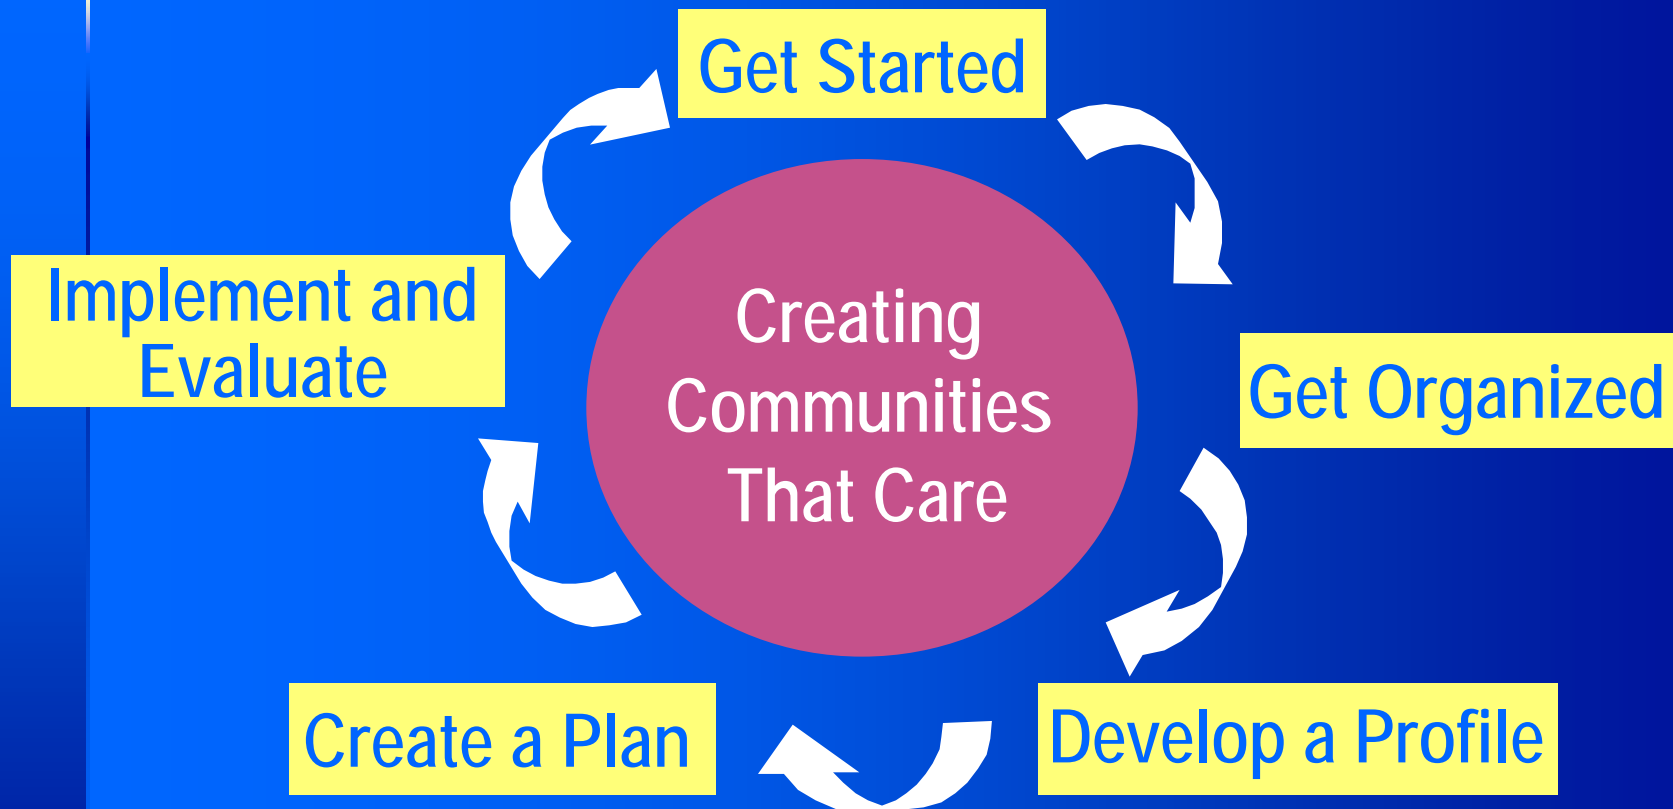 Get Started
Implement and
Evaluate
Creating
Communities
That Care
Get Organized
Create a Plan
Develop a Profile